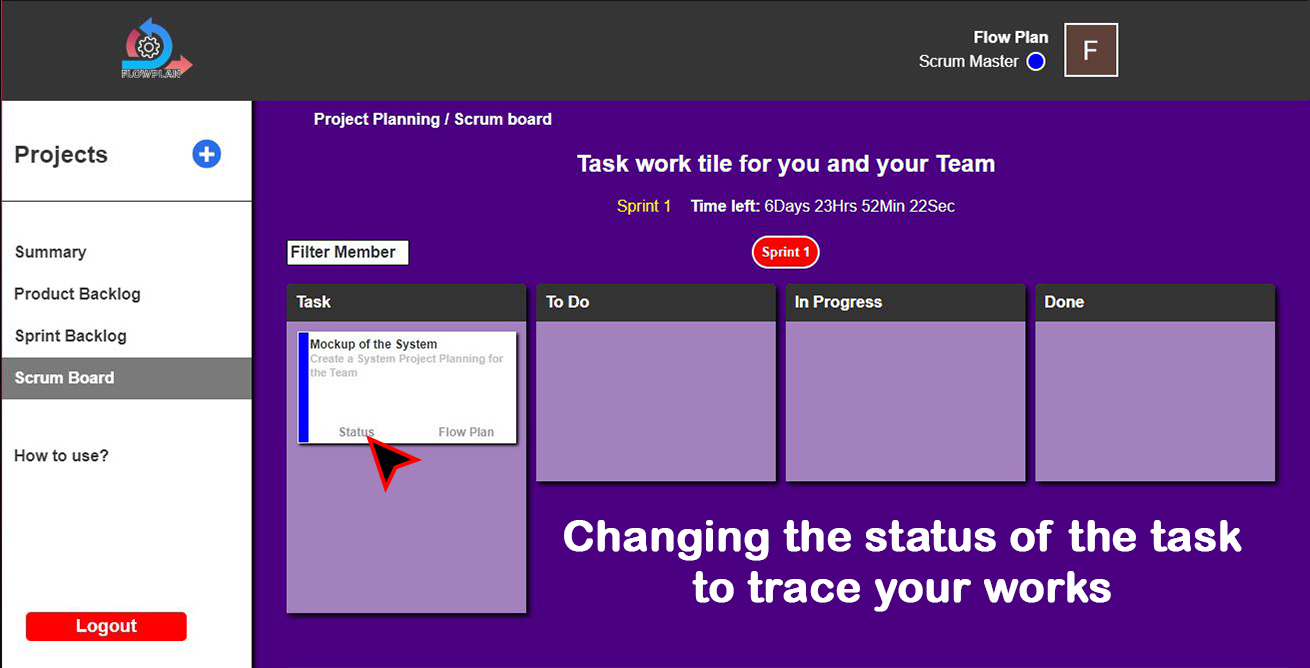 FLOWPLAN
Flow Plan
Scrum Master
F
Projects
Summary
Product Backlog
Sprint Backlog
Scrum Board
How to use?
Logout
Project Planning / Scrum board
Task work tile for you and your Team
Sprint 1 Time left: 6Days 23Hrs 52Min 22Sec
Filter Member
Sprint 1
Task
To Do
In Progress
Done
Mockup of the System
Create a System Project Planning for
the Team
Status
Flow Plan
Changing the status of the task
to trace your works